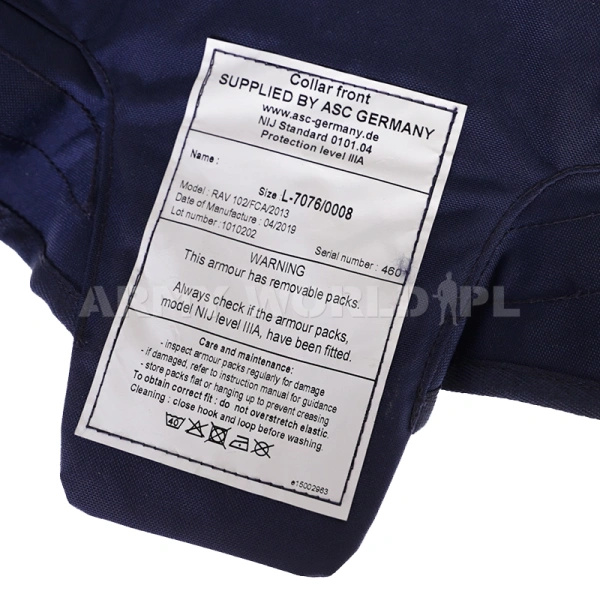 Collar front
SUPPLIED BY ASC GERMANY
www.asc-germany.de
NIJ Standard 0101.04
Protection level IIIA
Name :
Size L-7076/0008
Model : RAV 102/FCA/2013
Date of Manufacture : 04/2019
Lot number : 1010202
Serial number : 460
WARNING
This armour has removable packs.
Always check if the armour packs,
model NIJ level IIIA, have been fitted.
Care and maintenance:
- inspect armour packs regularly for damage
- if damaged, refer to instruction manual for guidance
- store packs flat or hanging up to prevent creasing
To obtain correct fit : do not overstretch elastic.
Cleaning : close hook and loop before washing.
40
e15002963
ARMY WORLD PL